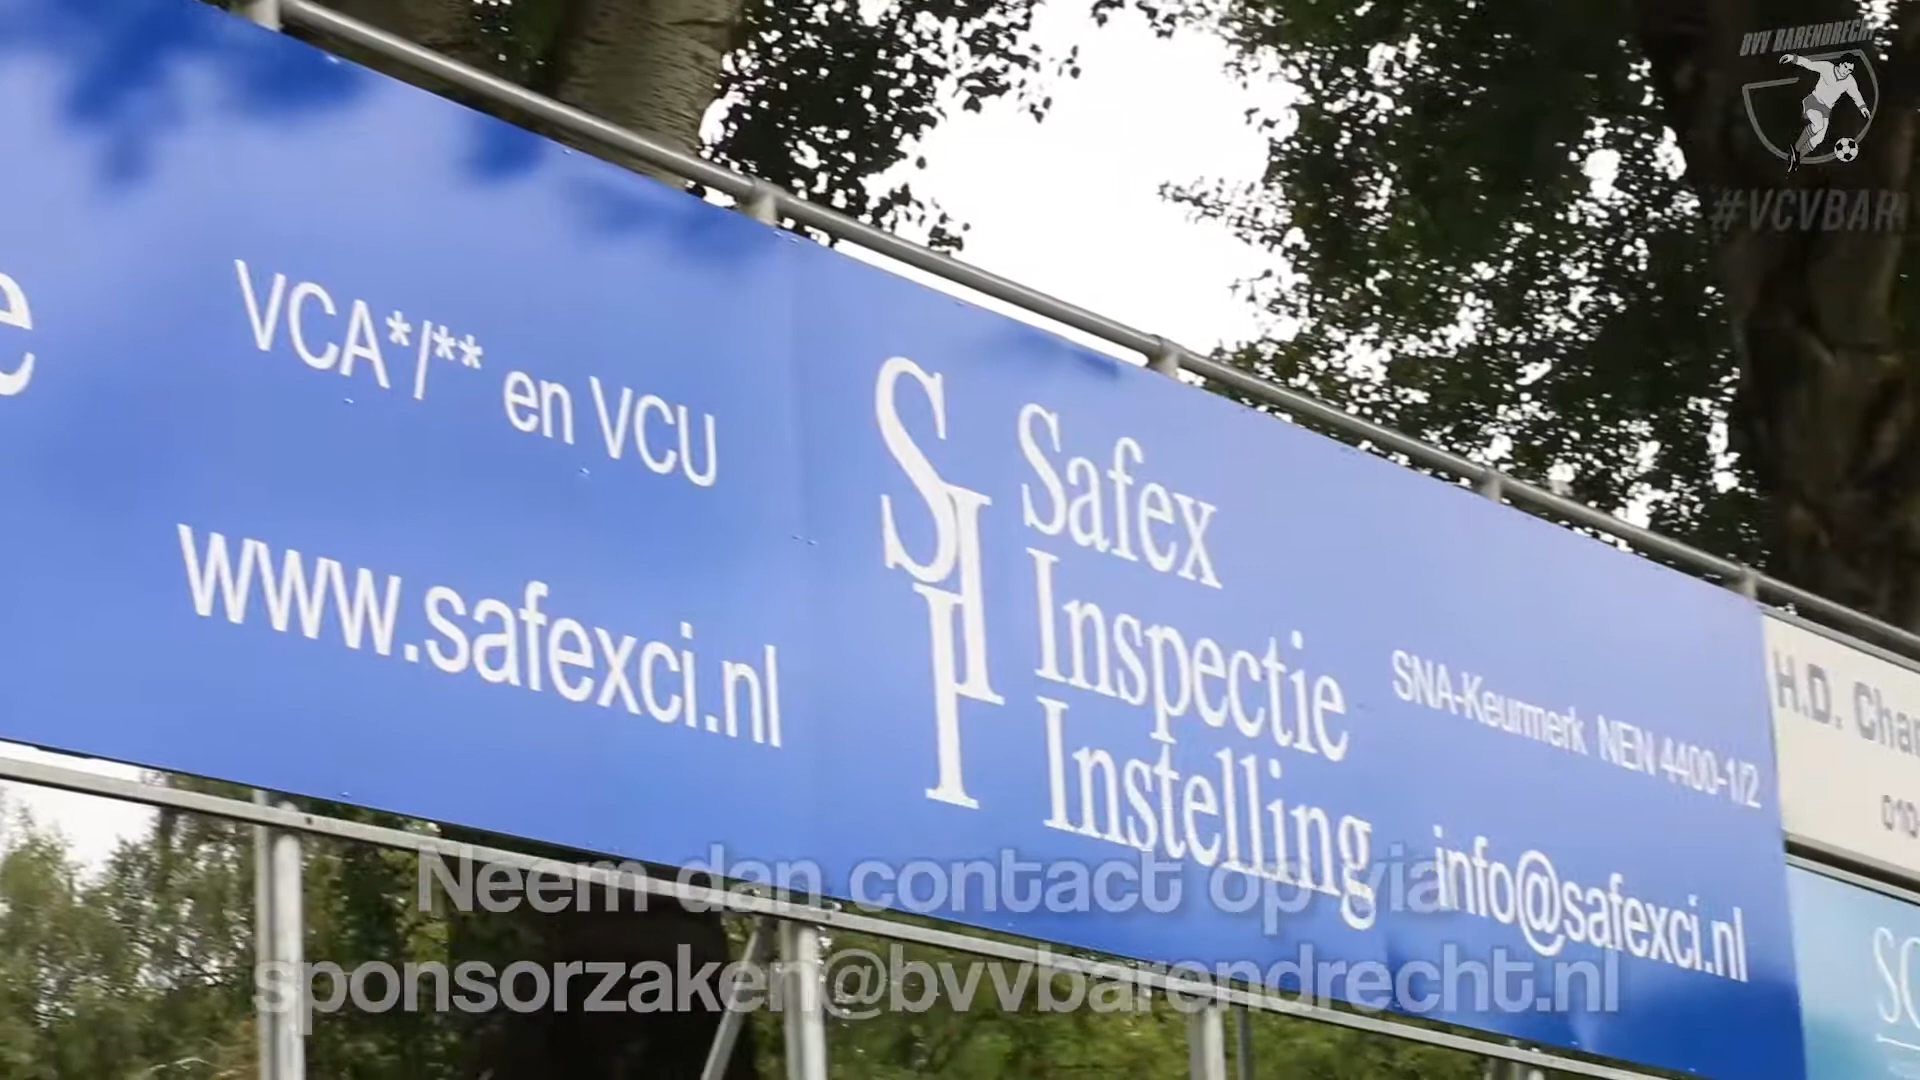 BVV BARENDRECHT
#VCVBAR
VCA*/** en VCU
www.safexci.nl
SII
Safex
Inspectie
Instelling
SNA-Keurmerk NEN 4400-1/2
info@safexci.nl
H.D.
Neem dan contact op via
sponsorzaken@bvvbarendrecht.nl